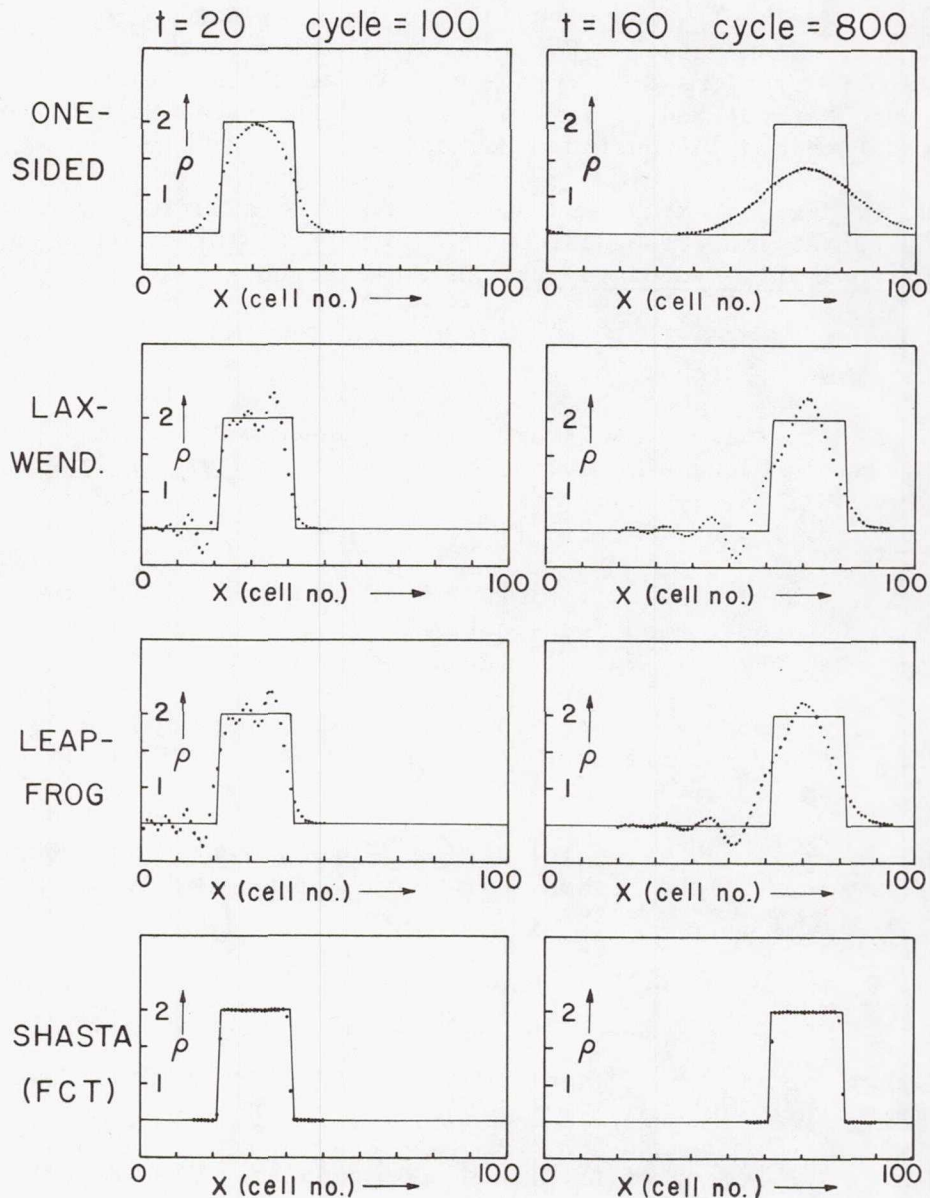 t = 20 cycle = 100
t = 160 cycle = 800
ONE-
SIDED
2
1
ρ
0 100
X (cell no.)
2
1
ρ
0 100
X (cell no.)
LAX-
WEND.
2
1
ρ
0 100
X (cell no.)
2
1
ρ
0 100
X (cell no.)
LEAP-
FROG
2
1
ρ
0 100
X (cell no.)
2
1
ρ
0 100
X (cell no.)
SHASTA
(FCT)
2
1
ρ
0 100
X (cell no.)
2
1
ρ
0 100
X (cell no.)